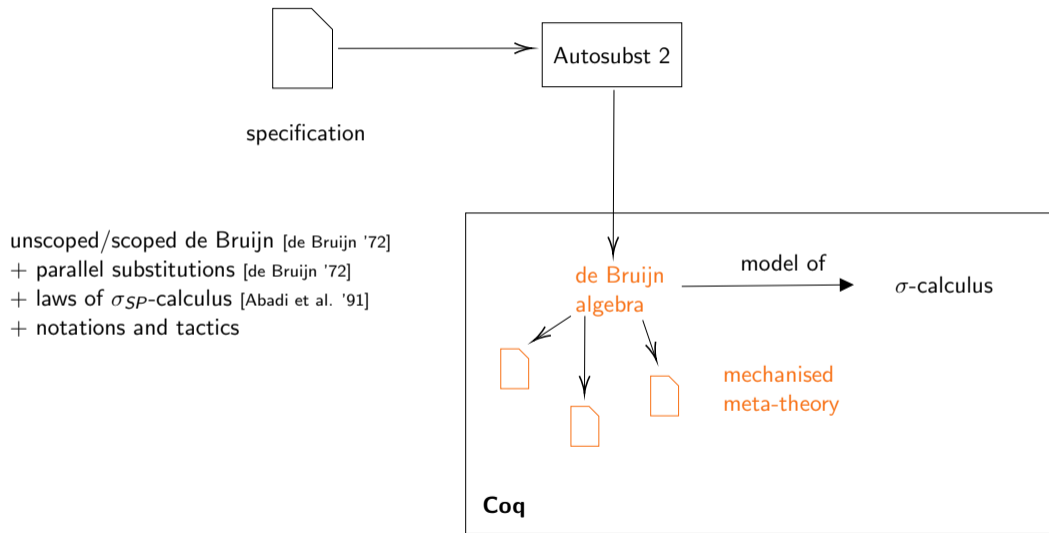 Autosubst 2
specification
unscoped/scoped de Bruijn [de Bruijn '72]
+ parallel substitutions [de Bruijn '72]
+ laws of σSP-calculus [Abadi et al. '91]
+ notations and tactics
de Bruijn
algebra
model of
σ-calculus
mechanised
meta-theory
Coq